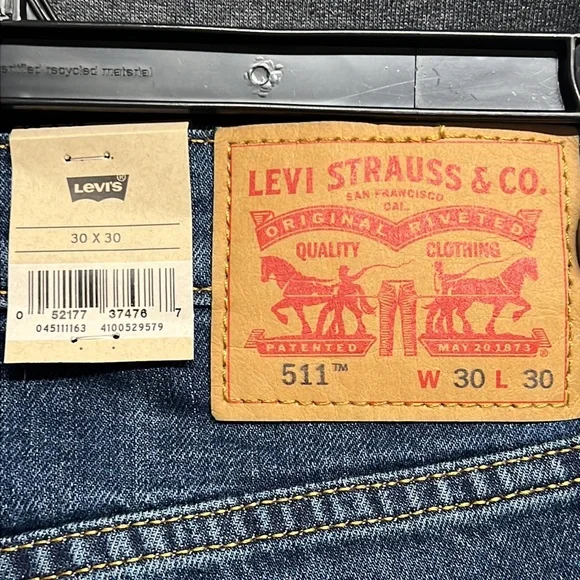 certified recycled material
LEVI'S®
30 X 30
0 52177 37476 7
045111163 4100529579
LEVI STRAUSS & CO.
SAN FRANCISCO
CAL.
ORIGINAL RIVETED
QUALITY CLOTHING
PATENTED MAY 20 1873
511™ W 30 L 30